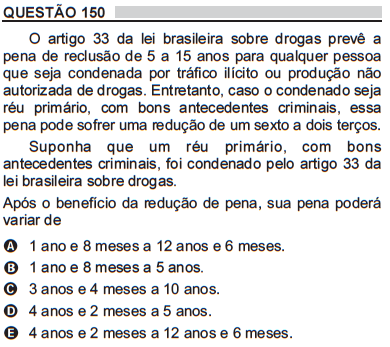 QUESTÃO 150
O artigo 33 da lei brasileira sobre drogas prevê a
pena de reclusão de 5 a 15 anos para qualquer pessoa
que seja condenada por tráfico ilícito ou produção não
autorizada de drogas. Entretanto, caso o condenado seja
réu primário, com bons antecedentes criminais, essa
pena pode sofrer uma redução de um sexto a dois terços.
Suponha que um réu primário, com bons
antecedentes criminais, foi condenado pelo artigo 33 da
lei brasileira sobre drogas.
Após o benefício da redução de pena, sua pena poderá
variar de
A 1 ano e 8 meses a 12 anos e 6 meses.
B 1 ano e 8 meses a 5 anos.
C 3 anos e 4 meses a 10 anos.
D 4 anos e 2 meses a 5 anos.
E 4 anos e 2 meses a 12 anos e 6 meses.